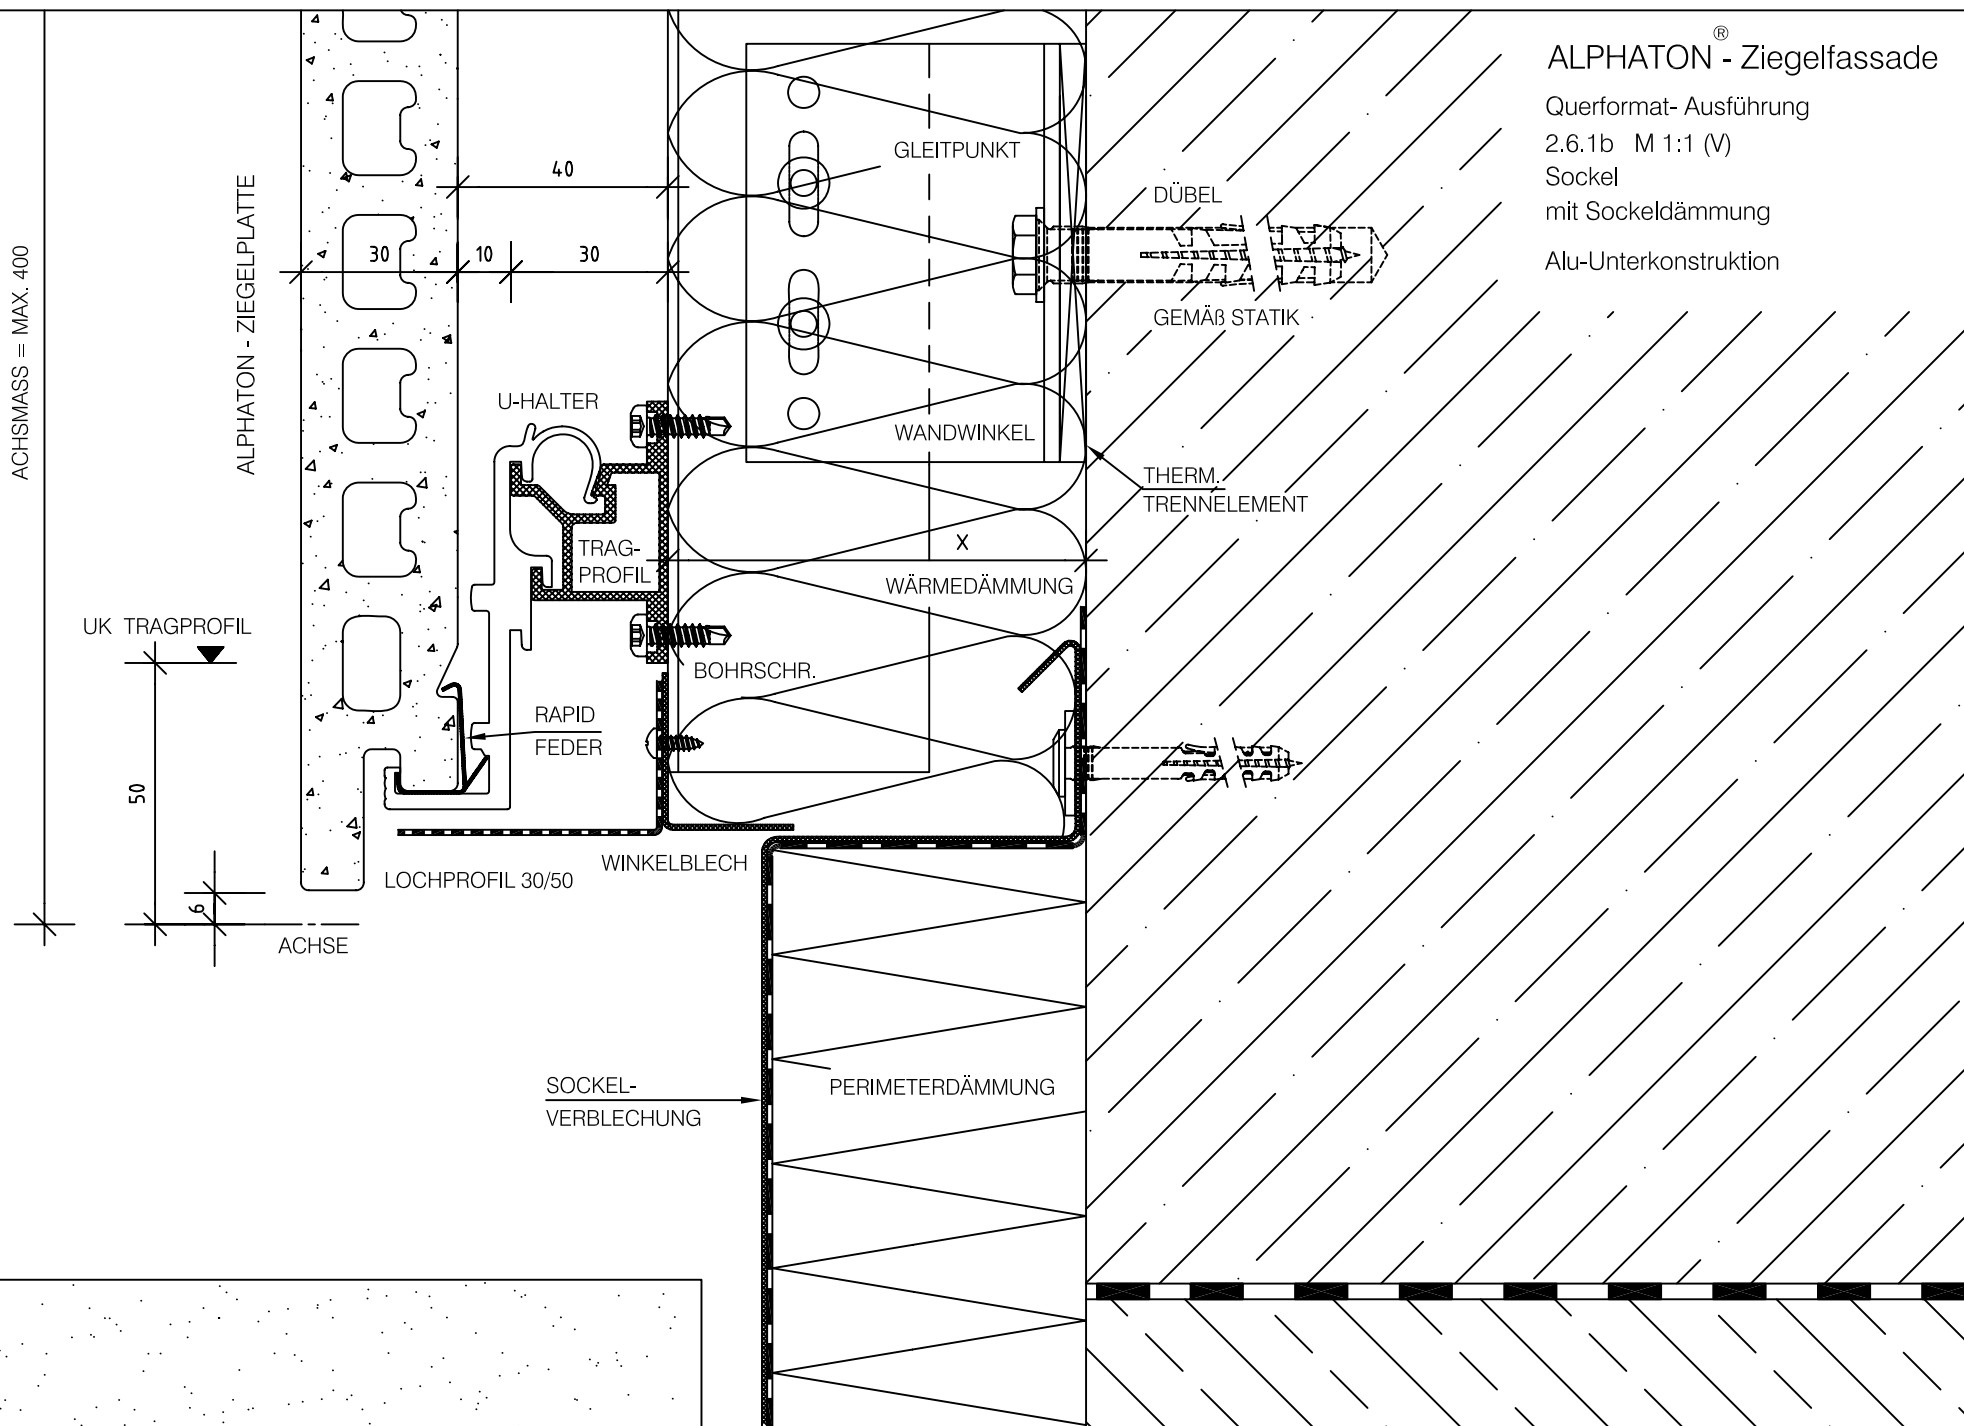 ALPHATON® - Ziegelfassade
Querformat- Ausführung
2.6.1b M 1:1 (V)
Sockel
mit Sockeldämmung
Alu-Unterkonstruktion
ACHSMASS = MAX. 400
ALPHATON - ZIEGELPLATTE
40
30
10
30
GLEITPUNKT
DÜBEL
GEMÄß STATIK
U-HALTER
WANDWINKEL
THERM.
TRENNELEMENT
TRAG-
PROFIL
X
WÄRMEDÄMMUNG
UK TRAGPROFIL
BOHRSCHR.
RAPID
FEDER
50
6
WINKELBLECH
LOCHPROFIL 30/50
ACHSE
SOCKEL-
VERBLECHUNG
PERIMETERDÄMMUNG